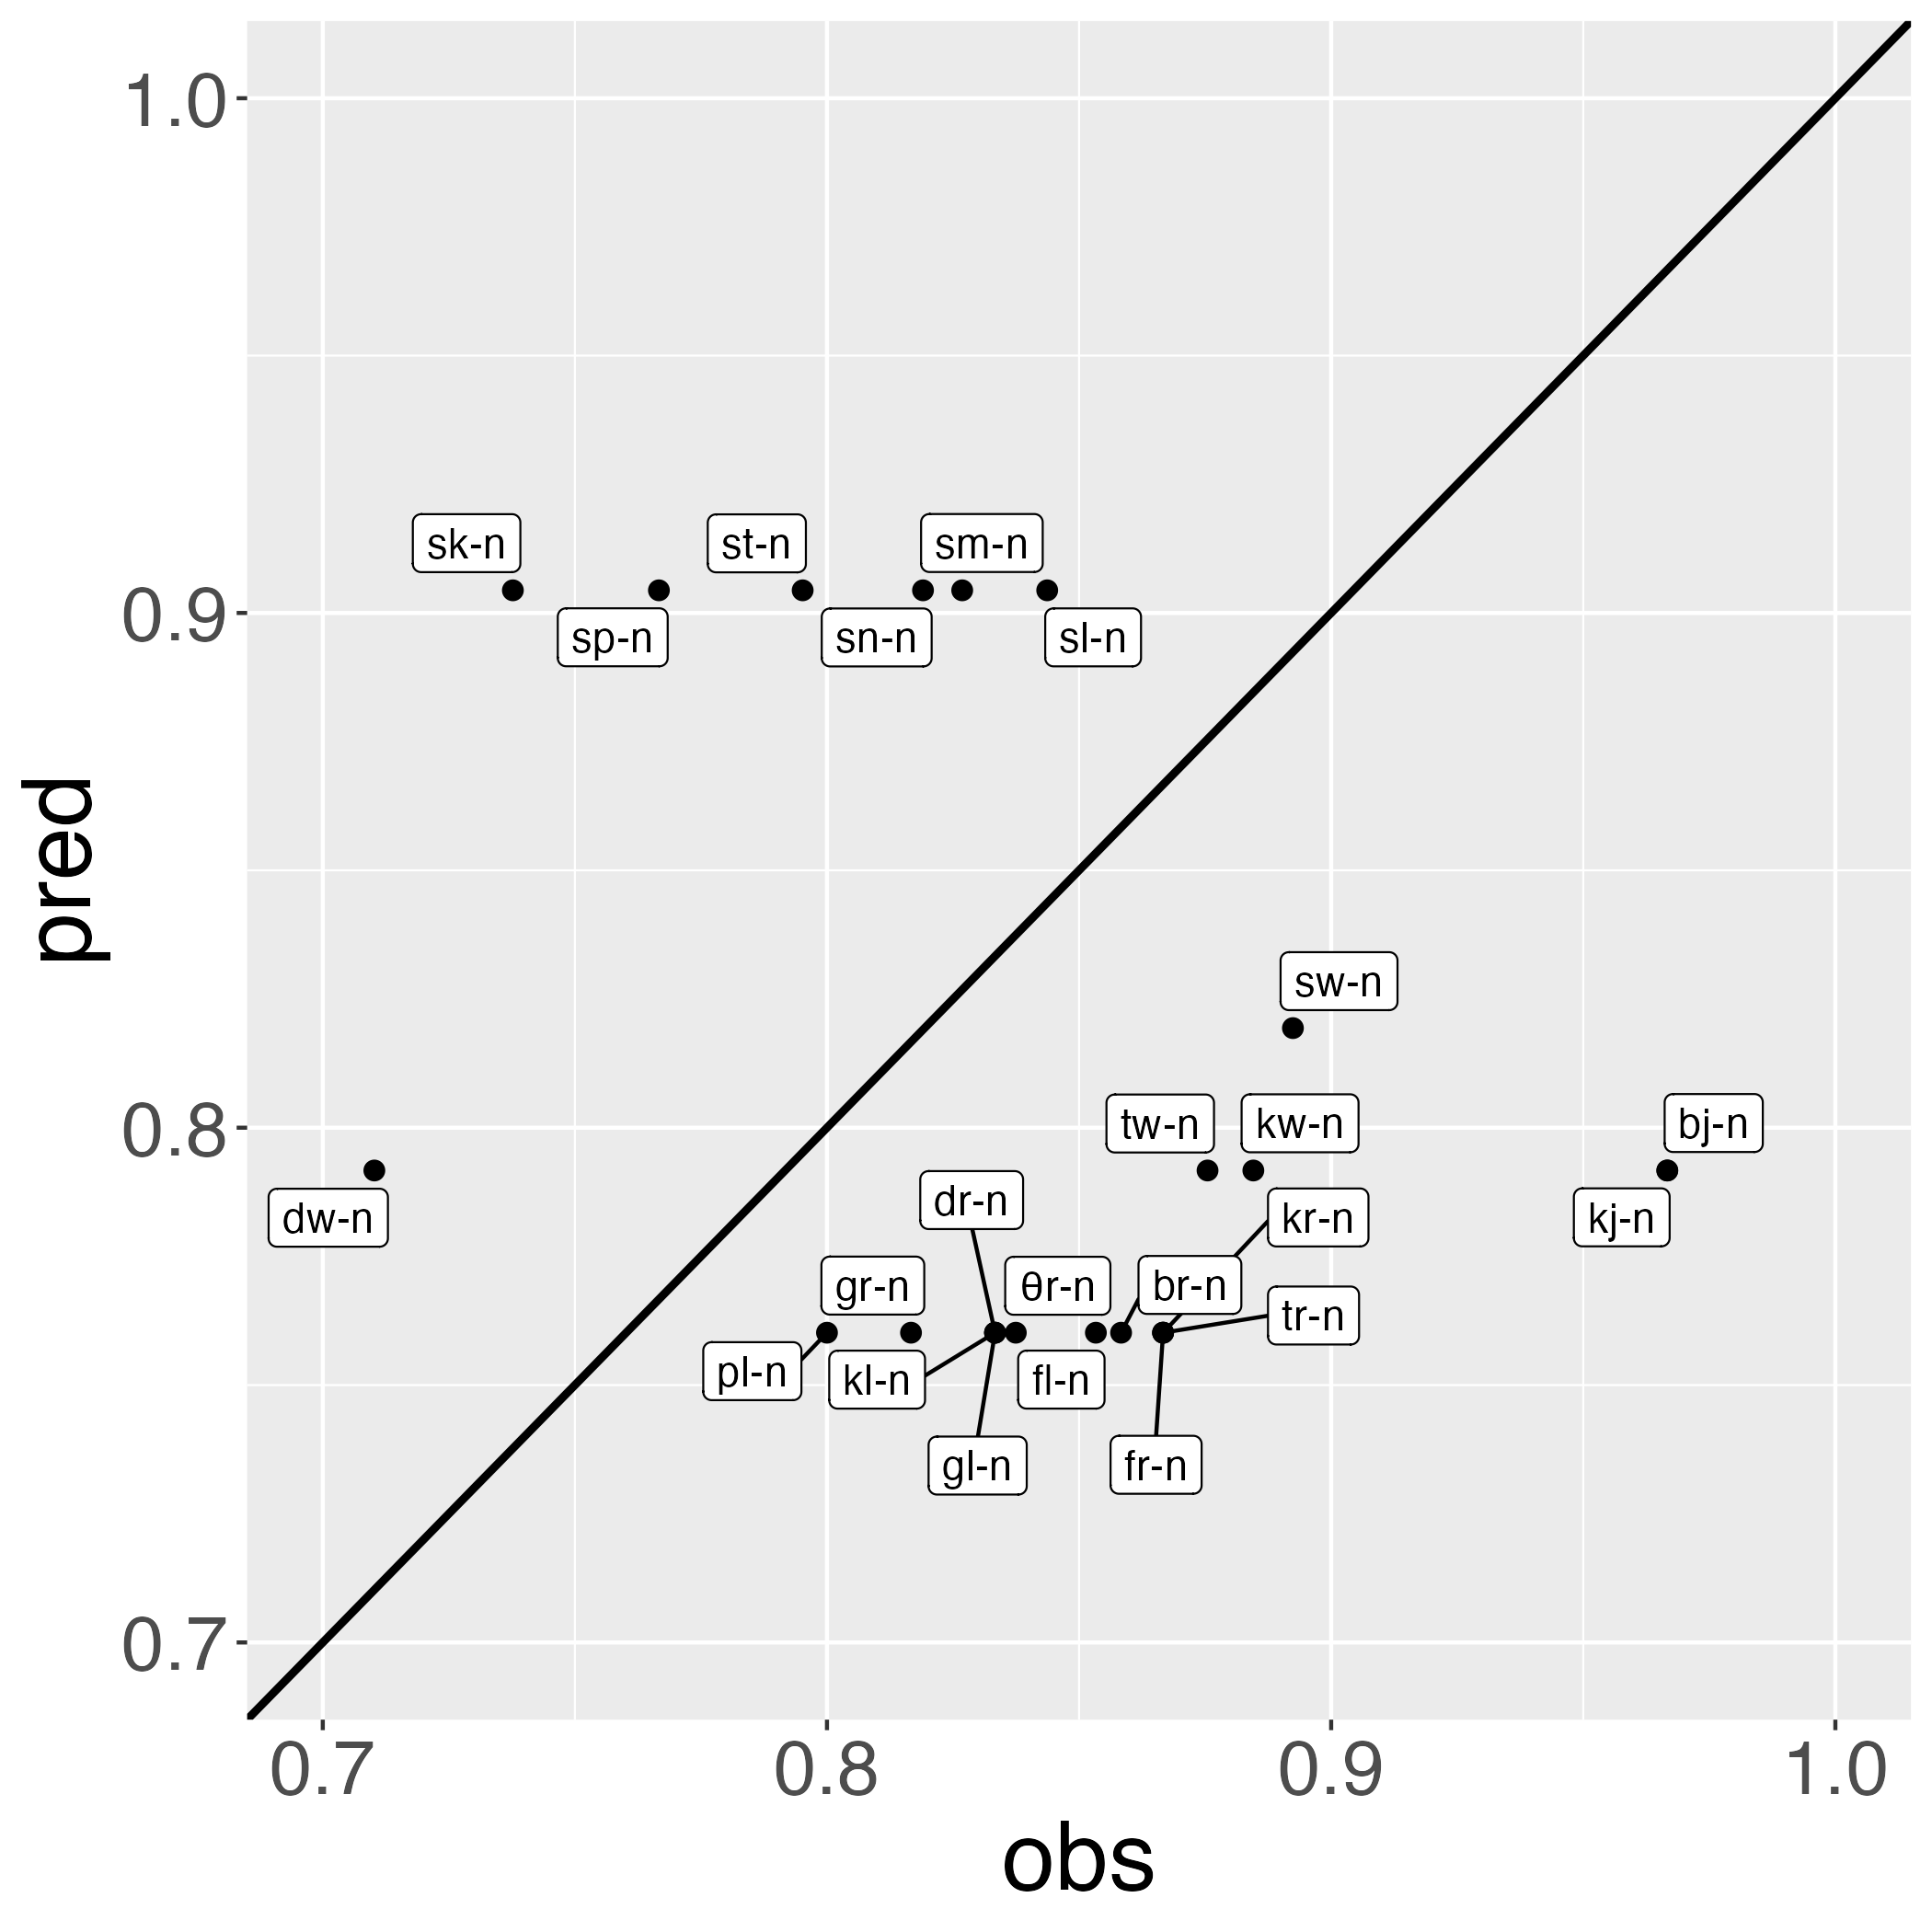 1.0
0.9
0.8
0.7
pred
sk-n
st-n
sm-n
sp-n
sn-n
sl-n
sw-n
tw-n
kw-n
bj-n
dw-n
dr-n
kr-n
kj-n
gr-n
θr-n
br-n
tr-n
pl-n
kl-n
fl-n
gl-n
fr-n
0.7
0.8
0.9
1.0
obs